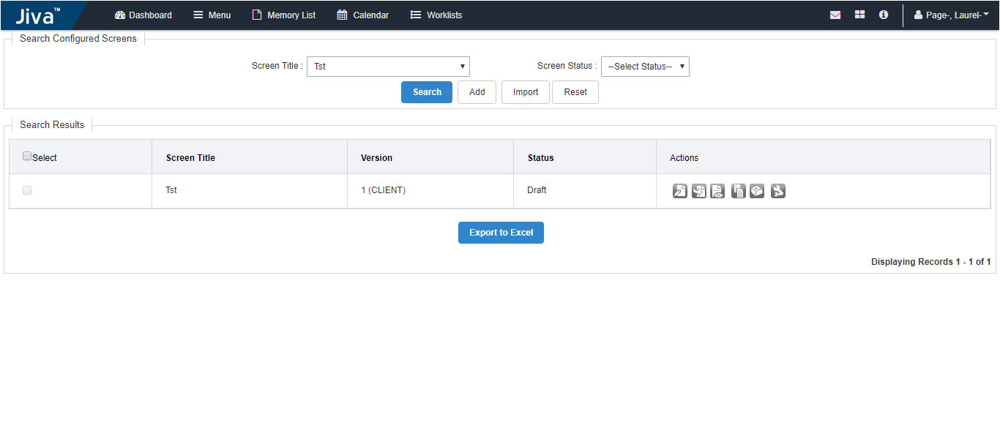 Jiva™ Dashboard Menu Memory List Calendar Worklists Page-, Laurel-
Search Configured Screens
Screen Title : Tst Screen Status : --Select Status--
Search Add Import Reset
Search Results
Select Screen Title Version Status Actions
Tst 1 (CLIENT) Draft
Export to Excel
Displaying Records 1 - 1 of 1